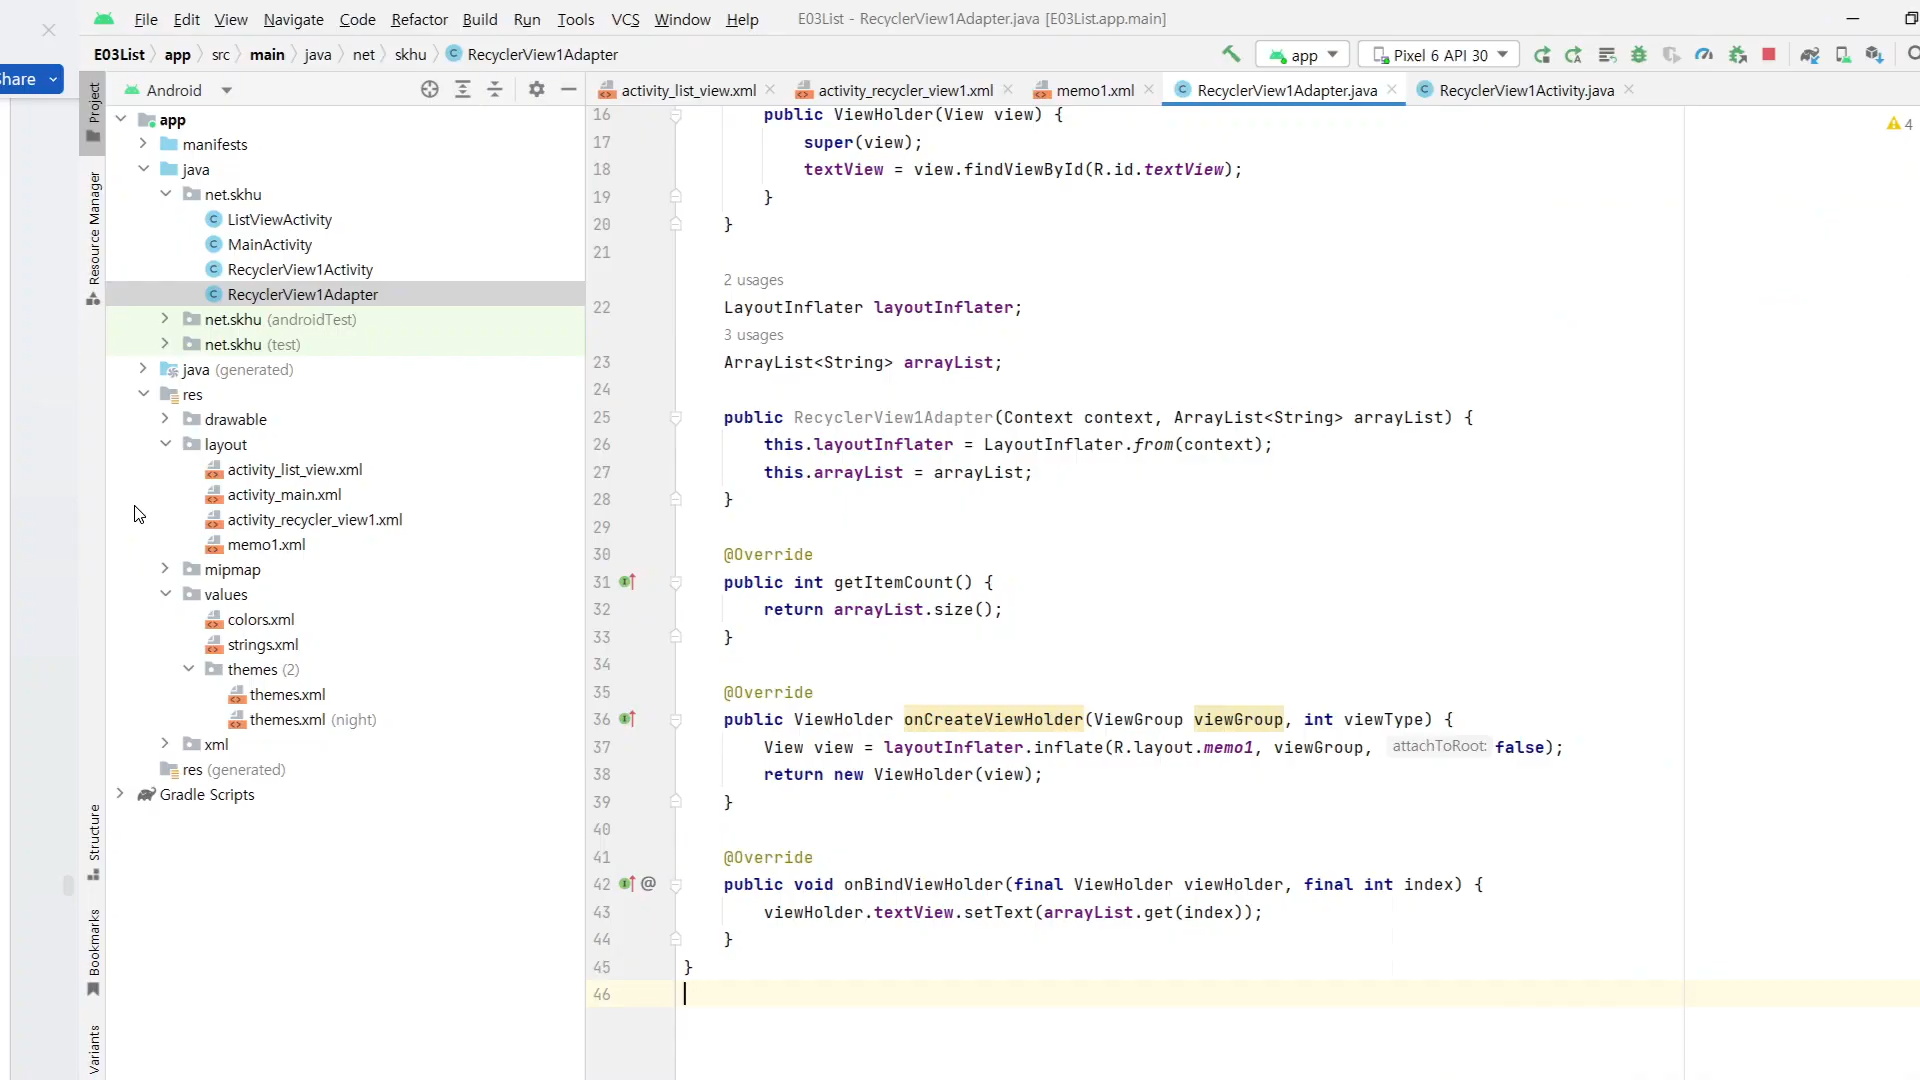 File Edit View Navigate Code Refactor Build Run Tools VCS Window Help E03List - RecyclerView1Adapter.java [E03List.app.main]
E03List app src main java net skhu RecyclerView1Adapter app Pixel 6 API 30
Share
Android
activity_list_view.xml activity_recycler_view1.xml memo1.xml RecyclerView1Adapter.java RecyclerView1Activity.java
Project
Resource Manager
Structure
Bookmarks
Variants
app
manifests
java
net.skhu
ListViewActivity
MainActivity
RecyclerView1Activity
RecyclerView1Adapter
net.skhu (androidTest)
net.skhu (test)
java (generated)
res
drawable
layout
activity_list_view.xml
activity_main.xml
activity_recycler_view1.xml
memo1.xml
mipmap
values
colors.xml
strings.xml
themes (2)
themes.xml
themes.xml (night)
xml
res (generated)
Gradle Scripts
4
16 public ViewHolder(View view) {
17 super(view);
18 textView = view.findViewById(R.id.textView);
19 }
20 }
21
2 usages
22 LayoutInflater layoutInflater;
3 usages
23 ArrayList<String> arrayList;
24
25 public RecyclerView1Adapter(Context context, ArrayList<String> arrayList) {
26 this.layoutInflater = LayoutInflater.from(context);
27 this.arrayList = arrayList;
28 }
29
30 @Override
31 public int getItemCount() {
32 return arrayList.size();
33 }
34
35 @Override
36 public ViewHolder onCreateViewHolder(ViewGroup viewGroup, int viewType) {
37 View view = layoutInflater.inflate(R.layout.memo1, viewGroup, attachToRoot: false);
38 return new ViewHolder(view);
39 }
40
41 @Override
42 @ public void onBindViewHolder(final ViewHolder viewHolder, final int index) {
43 viewHolder.textView.setText(arrayList.get(index));
44 }
45 }
46